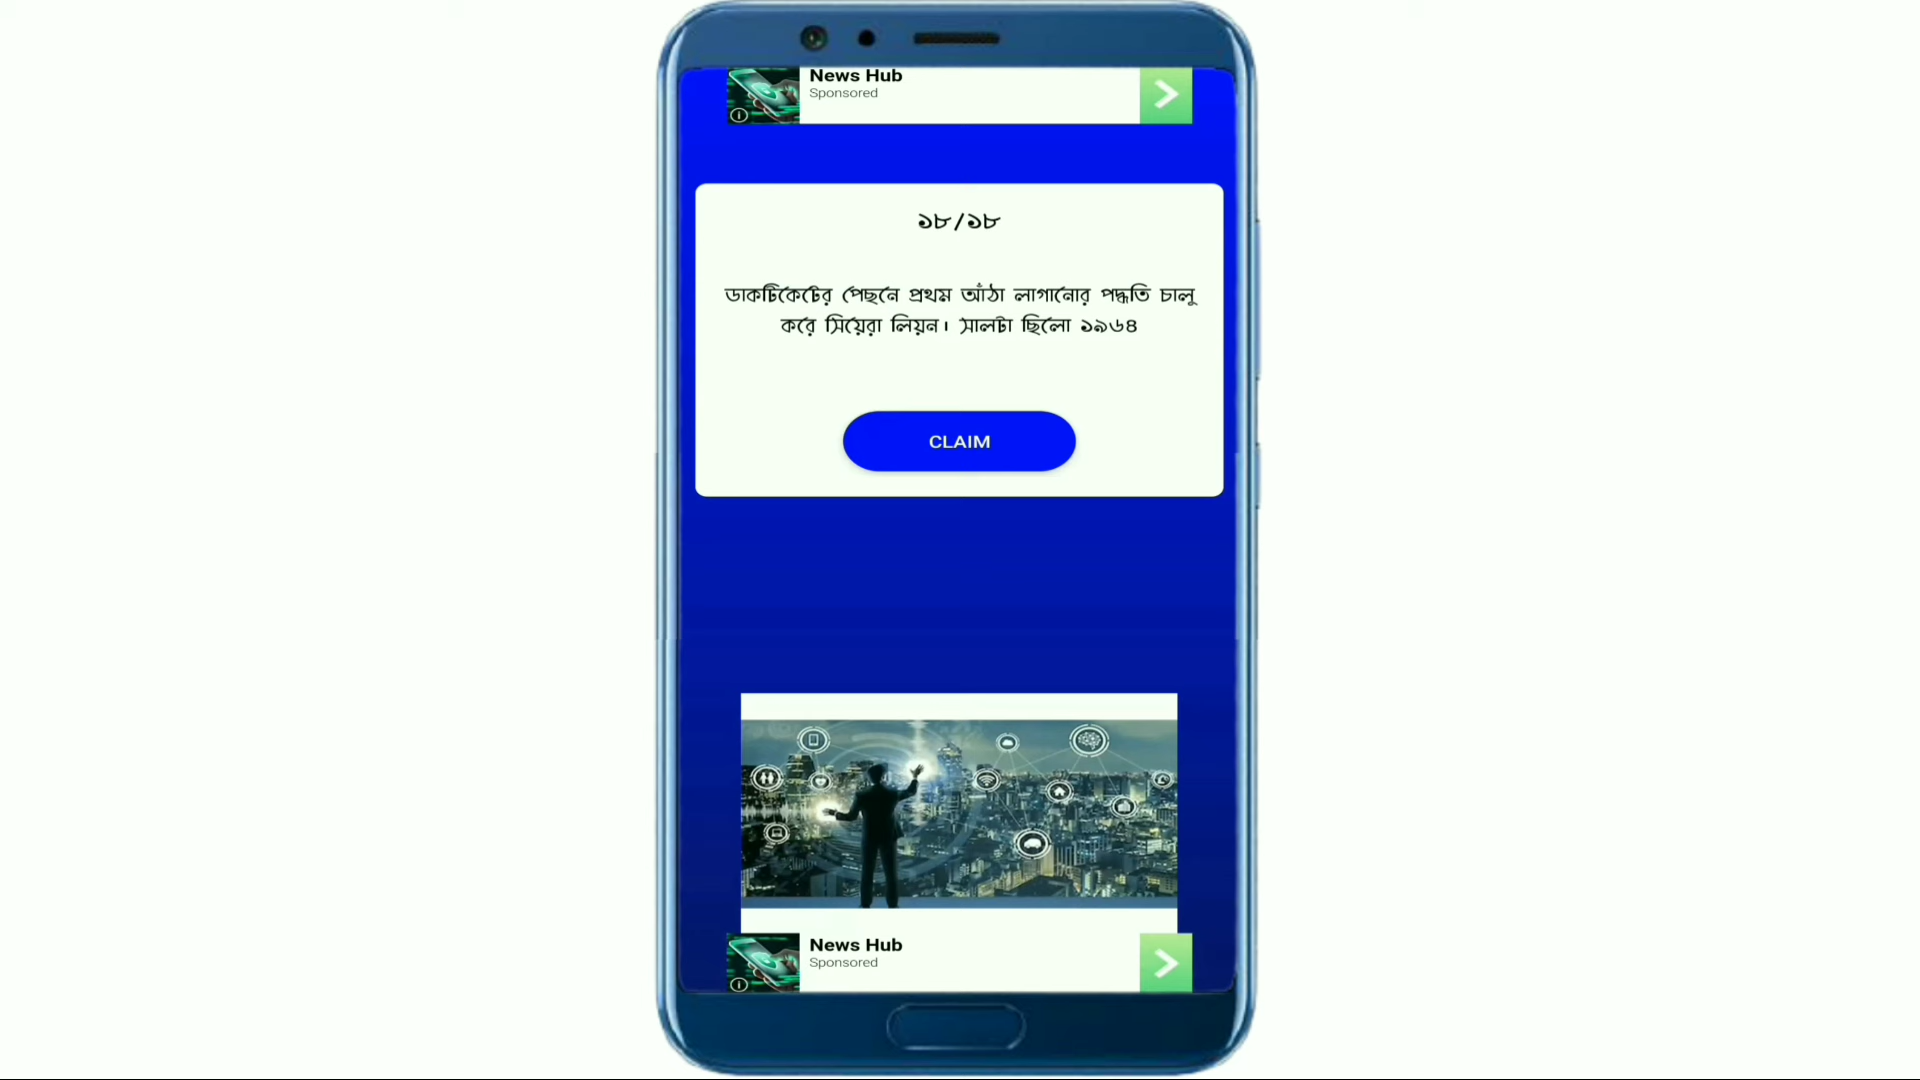 News Hub
Sponsored
১৮/১৮
ডাকটিকেটের পেছনে প্রথম আঁঠা লাগানোর পদ্ধতি চালু
করে সিয়েরা লিয়ন। সালটা ছিলো ১৯৬৪
CLAIM
News Hub
Sponsored